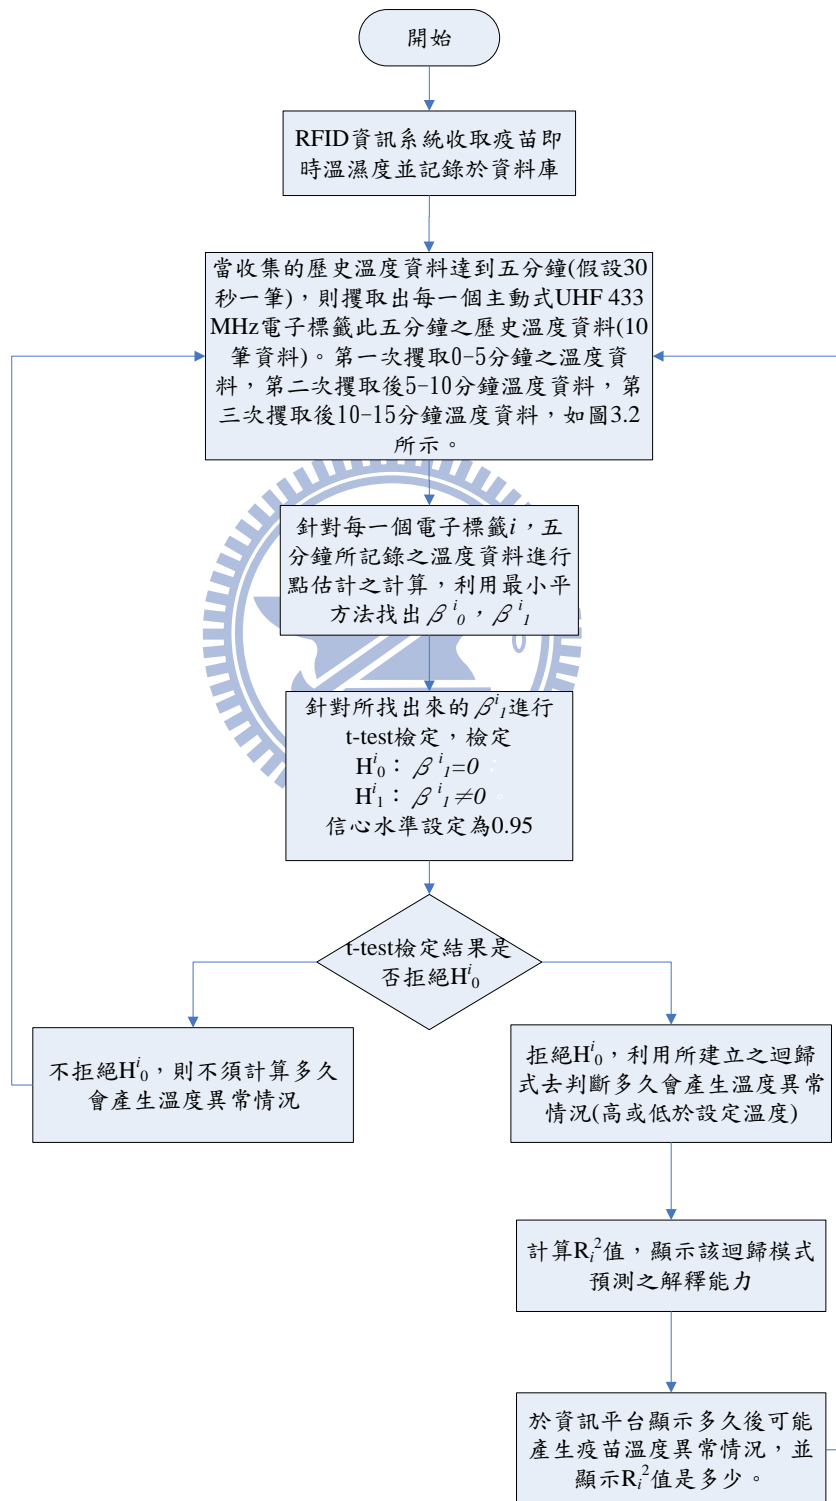 開始
RFID資訊系統收取疫苗即
時溫濕度並記錄於資料庫
當收集的歷史溫度資料達到五分鐘(假設30
秒一筆)，則攫取出每一個主動式UHF 433
MHz電子標籤此五分鐘之歷史溫度資料(10
筆資料)。第一次攫取0-5分鐘之溫度資
料，第二次攫取後5-10分鐘溫度資料，第
三次攫取後10-15分鐘溫度資料，如圖3.2
所示。
針對每一個電子標籤i，五
分鐘所記錄之溫度資料進行
點估計之計算，利用最小平
方法找出β^i_0，β^i_1
針對所找出來的β^i_1進行
t-test檢定，檢定
H^i_0：β^i_1=0；
H^i_1：β^i_1≠0。
信心水準設定為0.95
t-test檢定結果是
否拒絕H^i_0
不拒絕H^i_0，則不須計算多久
會產生溫度異常情況
拒絕H^i_0，利用所建立之迴歸
式去判斷多久會產生溫度異常
情況(高或低於設定溫度)
計算R_i^2值，顯示該迴歸模式
預測之解釋能力
於資訊平台顯示多久後可能
產生疫苗溫度異常情況，並
顯示R_i^2值是多少。